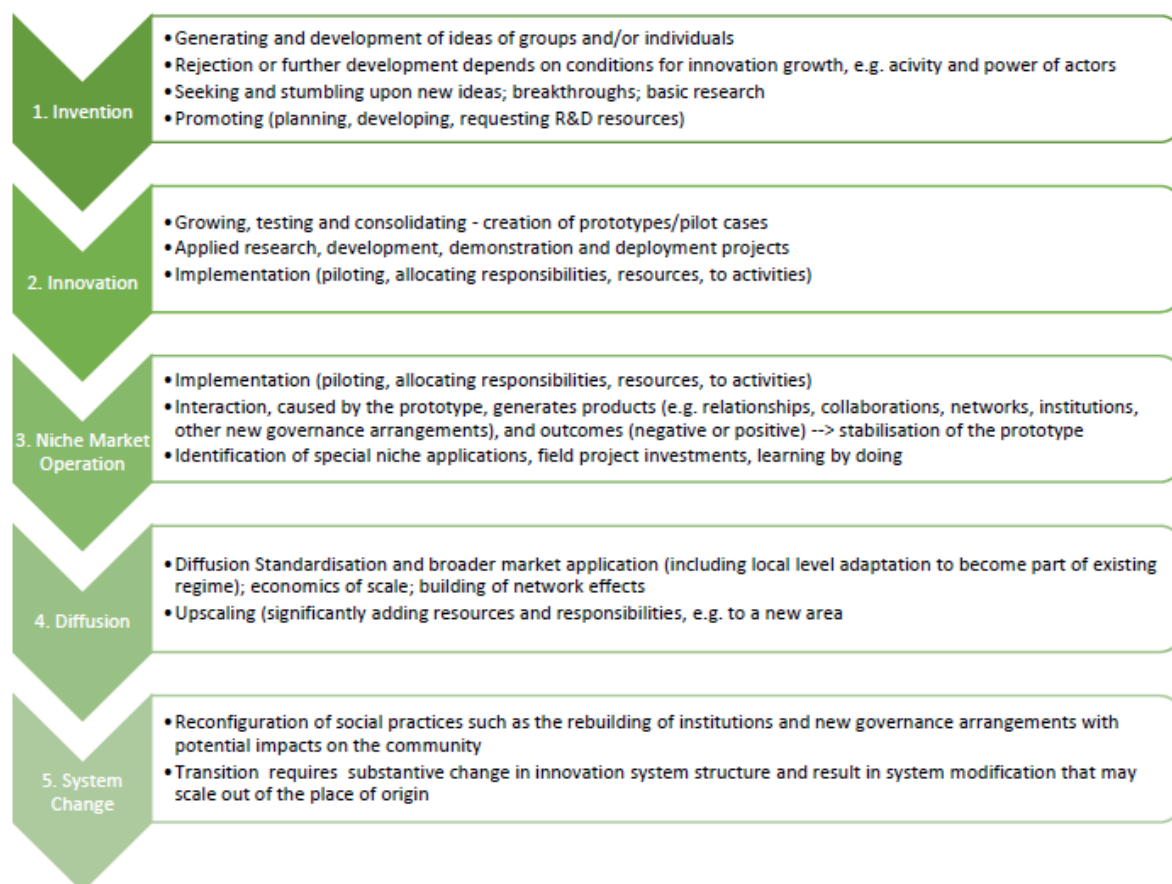 1. Invention
•Generating and development of ideas of groups and/or individuals
•Rejection or further development depends on conditions for innovation growth, e.g. acivity and power of actors
•Seeking and stumbling upon new ideas; breakthroughs; basic research
•Promoting (planning, developing, requesting R&D resources)
2. Innovation
•Growing, testing and consolidating - creation of prototypes/pilot cases
•Applied research, development, demonstration and deployment projects
•Implementation (piloting, allocating responsibilities, resources, to activities)
3. Niche Market
Operation
•Implementation (piloting, allocating responsibilities, resources, to activities)
•Interaction, caused by the prototype, generates products (e.g. relationships, collaborations, networks, institutions,
other new governance arrangements), and outcomes (negative or positive) --> stabilisation of the prototype
•Identification of special niche applications, field project investments, learning by doing
4. Diffusion
•Diffusion Standardisation and broader market application (including local level adaptation to become part of existing
regime); economics of scale; building of network effects
•Upscaling (significantly adding resources and responsibilities, e.g. to a new area
5. System
Change
•Reconfiguration of social practices such as the rebuilding of institutions and new governance arrangements with
potential impacts on the community
•Transition requires substantive change in innovation system structure and result in system modification that may
scale out of the place of origin